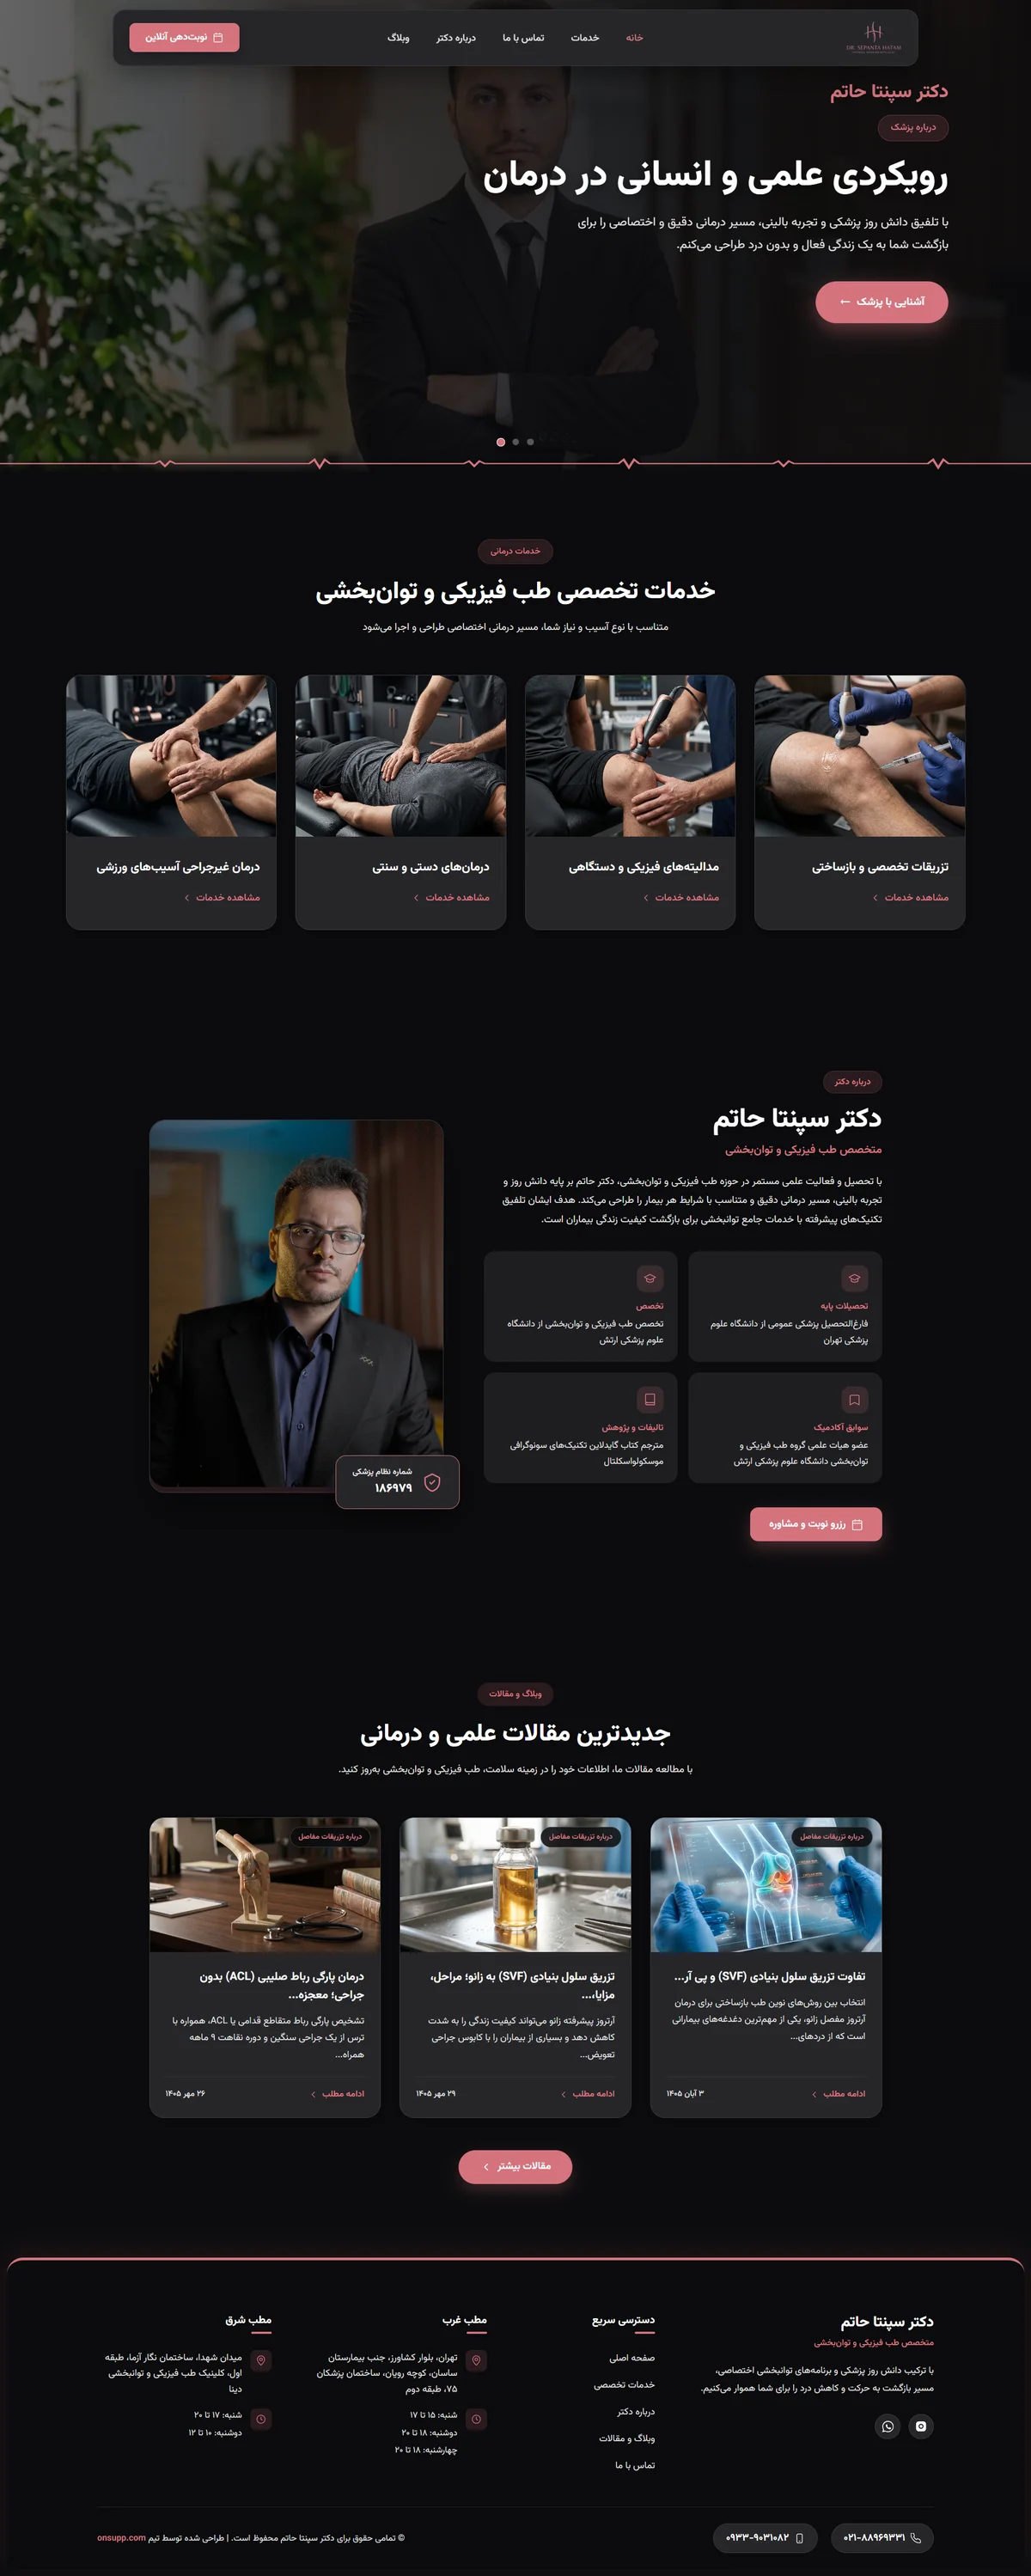 DR. SEPANTA HATAM
خانه
خدمات
تماس با ما
درباره دکتر
وبلاگ
نوبت‌دهی آنلاین
دکتر سپنتا حاتم
درباره پزشک
رویکردی علمی و انسانی در درمان
با تلفیق دانش روز پزشکی و تجربه بالینی، مسیر درمانی دقیق و اختصاصی را برای
بازگشت شما به یک زندگی فعال و بدون درد طراحی می‌کنم.
آشنایی با پزشک
خدمات درمانی
خدمات تخصصی طب فیزیکی و توان‌بخشی
متناسب با نوع آسیب و نیاز شما، مسیر درمانی اختصاصی طراحی و اجرا می‌شود
تزریقات تخصصی و بازساختی
مشاهده خدمات
مدالیته‌های فیزیکی و دستگاهی
مشاهده خدمات
درمان‌های دستی و سنتی
مشاهده خدمات
درمان غیرجراحی آسیب‌های ورزشی
مشاهده خدمات
درباره دکتر
دکتر سپنتا حاتم
متخصص طب فیزیکی و توان‌بخشی
با تحصیل و فعالیت علمی مستمر در حوزه طب فیزیکی و توان‌بخشی، دکتر حاتم بر پایه دانش روز و
تجربه بالینی، مسیر درمانی دقیق و متناسب با شرایط هر بیمار را طراحی می‌کند. هدف ایشان تلفیق
تکنیک‌های پیشرفته با خدمات جامع توانبخشی برای بازگشت کیفیت زندگی بیماران است.
تحصیلات پایه
فارغ‌التحصیل پزشکی عمومی از دانشگاه علوم
پزشکی تهران
تخصص
تخصص طب فیزیکی و توان‌بخشی از دانشگاه
علوم پزشکی ارتش
سوابق آکادمیک
عضو هیات علمی گروه طب فیزیکی و
توان‌بخشی دانشگاه علوم پزشکی ارتش
تالیفات و پژوهش
مترجم کتاب گایدلاین تکنیک‌های سونوگرافی
موسکولواسکلتال
شماره نظام پزشکی
۱۸۶۹۷۹
رزرو نوبت و مشاوره
وبلاگ و مقالات
جدیدترین مقالات علمی و درمانی
با مطالعه مقالات ما، اطلاعات خود را در زمینه سلامت، طب فیزیکی و توان‌بخشی به‌روز کنید.
درباره تزریقات مفاصل
تفاوت تزریق سلول بنیادی (SVF) و پی آر...
انتخاب بین روش‌های نوین طب بازساختی برای درمان
آرتروز مفصل زانو، یکی از مهم‌ترین دغدغه‌های بیمارانی
است که از دردهای...
ادامه مطلب
۳ آبان ۱۴۰۵
درباره تزریقات مفاصل
تزریق سلول بنیادی (SVF) به زانو؛ مراحل،
مزایا،...
آرتروز پیشرفته زانو می‌تواند کیفیت زندگی را به شدت
کاهش دهد و بسیاری از بیماران را با کابوس جراحی
تعویض...
ادامه مطلب
۲۹ مهر ۱۴۰۵
درباره تزریقات مفاصل
درمان پارگی رباط صلیبی (ACL) بدون
جراحی؛ معجزه...
تشخیص پارگی رباط متقاطع قدامی یا ACL، همواره با
ترس از یک جراحی سنگین و دوره نقاهت ۹ ماهه
همراه...
ادامه مطلب
۲۶ مهر ۱۴۰۵
مقالات بیشتر
دکتر سپنتا حاتم
متخصص طب فیزیکی و توان‌بخشی
با ترکیب دانش روز پزشکی و برنامه‌های توانبخشی اختصاصی،
مسیر بازگشت به حرکت و کاهش درد را برای شما هموار می‌کنیم.
دسترسی سریع
صفحه اصلی
خدمات تخصصی
درباره دکتر
وبلاگ و مقالات
تماس با ما
مطب غرب
تهران، بلوار کشاورز، جنب بیمارستان
ساسان، کوچه رویان، ساختمان پزشکان
۷۵، طبقه دوم
شنبه: ۱۵ تا ۱۷
دوشنبه: ۱۸ تا ۲۰
چهارشنبه: ۱۸ تا ۲۰
مطب شرق
میدان شهدا، ساختمان نگار آزما، طبقه
اول، کلینیک طب فیزیکی و توانبخشی
دینا
شنبه: ۱۷ تا ۲۰
دوشنبه: ۱۰ تا ۱۲
۰۲۱-۸۸۹۶۹۳۳۱
۰۹۳۳-۹۰۳۱۰۸۲
© تمامی حقوق برای دکتر سپنتا حاتم محفوظ است. | طراحی شده توسط تیم onsupp.com